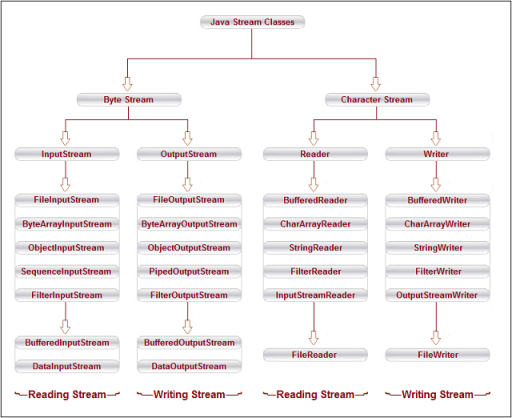 Java Stream Classes
Byte Stream
Character Stream
InputStream
OutputStream
Reader
Writer
FileInputStream
ByteArrayInputStream
ObjectInputStream
SequenceInputStream
FilterInputStream
FileOutputStream
ByteArrayOutputStream
ObjectOutputStream
PipedOutputStream
FilterOutputStream
BufferedReader
CharArrayReader
StringReader
FilterReader
InputStreamReader
BufferedWriter
CharArrayWriter
StringWriter
FilterWriter
OutputStreamWriter
BufferedInputStream
DataInputStream
BufferedOutputStream
DataOutputStream
FileReader
FileWriter
Reading Stream
Writing Stream
Reading Stream
Writing Stream